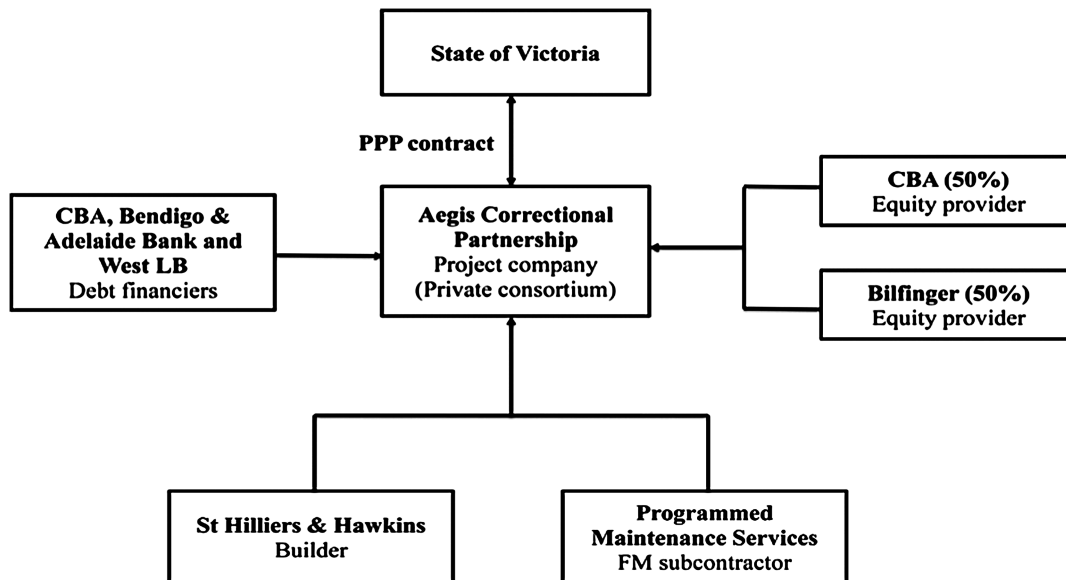 State of Victoria
PPP contract
CBA, Bendigo &
Adelaide Bank and
West LB
Debt financiers
Aegis Correctional
Partnership
Project company
(Private consortium)
CBA (50%)
Equity provider
Bilfinger (50%)
Equity provider
St Hilliers & Hawkins
Builder
Programmed
Maintenance Services
FM subcontractor